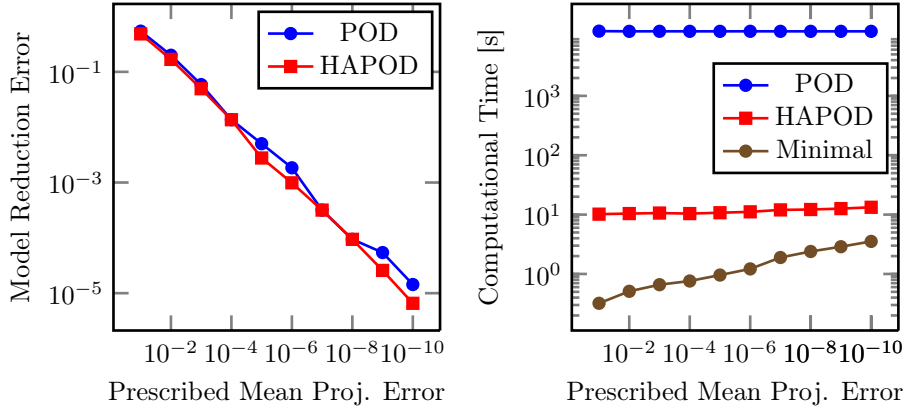 Model Reduction Error
10^{-1}
10^{-3}
10^{-5}
POD
HAPOD
10^{-2} 10^{-4} 10^{-6} 10^{-8} 10^{-10}
Prescribed Mean Proj. Error
Computational Time [s]
10^{3}
10^{2}
10^{1}
10^{0}
POD
HAPOD
Minimal
10^{-2} 10^{-4} 10^{-6} 10^{-8} 10^{-10}
Prescribed Mean Proj. Error